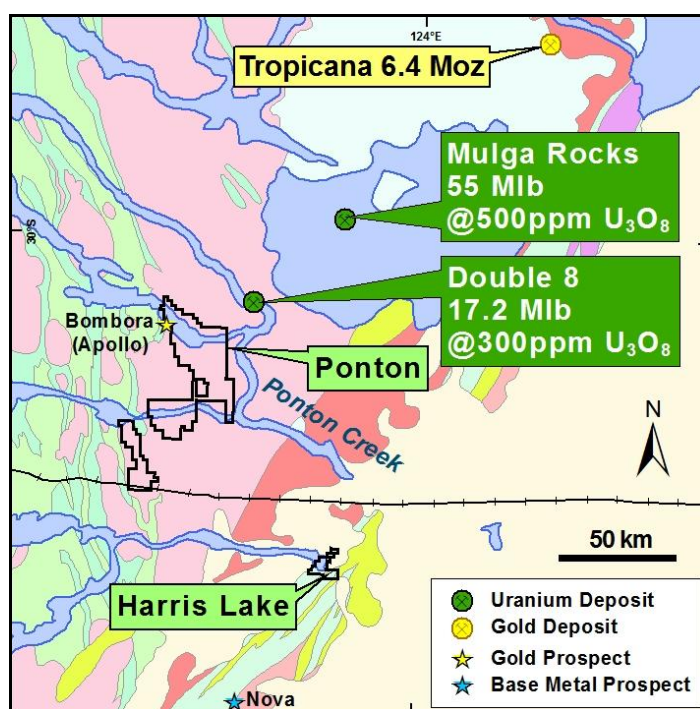 124°E
Tropicana 6.4 Moz
Mulga Rocks
55 Mlb
@500ppm U₃O₈
30°S
Double 8
17.2 Mlb
@300ppm U₃O₈
Bombora
(Apollo)
Ponton
Ponton Creek
N
50 km
Harris Lake
Uranium Deposit
Gold Deposit
Gold Prospect
Base Metal Prospect
Nova